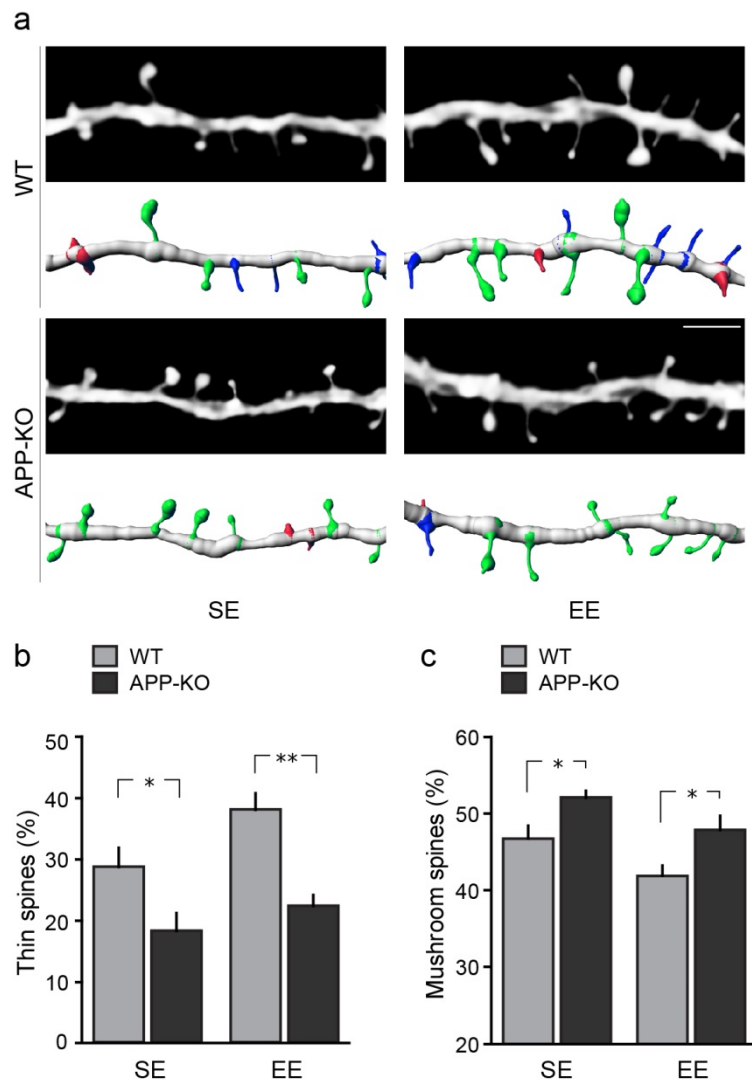 a
WT
APP-KO
SE
EE
b
WT
APP-KO
Thin spines (%)
50
40
30
20
10
0
*
**
SE
EE
c
WT
APP-KO
Mushroom spines (%)
60
50
40
30
20
*
*
SE
EE